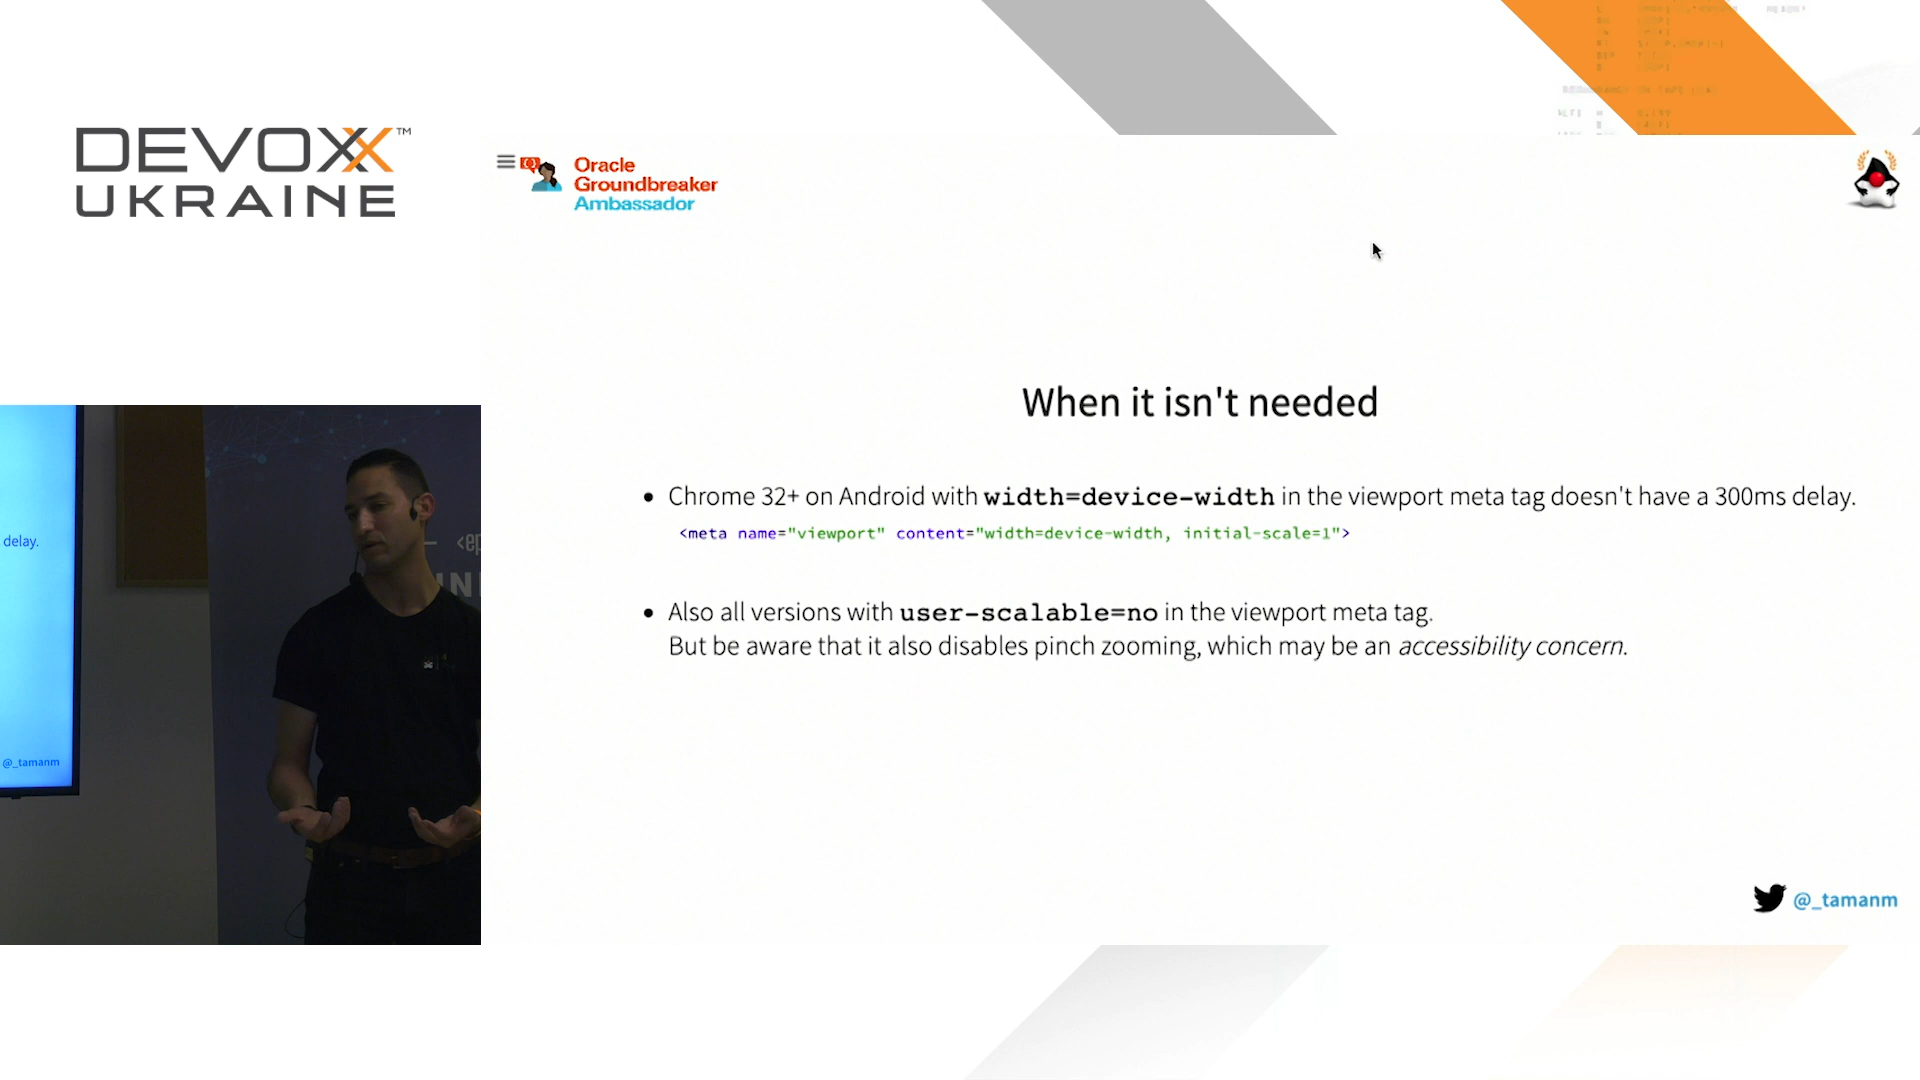 DEVOXX™
UKRAINE
Oracle
Groundbreaker
Ambassador
When it isn't needed
• Chrome 32+ on Android with width=device-width in the viewport meta tag doesn't have a 300ms delay.
<meta name="viewport" content="width=device-width, initial-scale=1">
• Also all versions with user-scalable=no in the viewport meta tag.
But be aware that it also disables pinch zooming, which may be an accessibility concern.
@_tamanm
delay.
@_tamanm